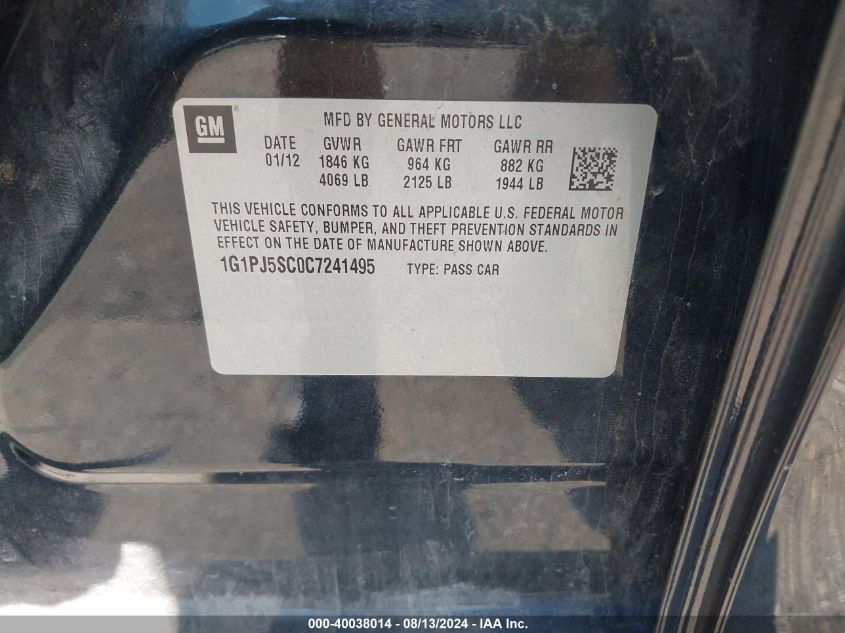 GM
MFD BY GENERAL MOTORS LLC
DATE GVWR GAWR FRT GAWR RR
01/12 1846 KG 964 KG 882 KG
4069 LB 2125 LB 1944 LB
THIS VEHICLE CONFORMS TO ALL APPLICABLE U.S. FEDERAL MOTOR
VEHICLE SAFETY, BUMPER, AND THEFT PREVENTION STANDARDS IN
EFFECT ON THE DATE OF MANUFACTURE SHOWN ABOVE.
1G1PJ5SC0C7241495 TYPE: PASS CAR
000-40038014 - 08/13/2024 - IAA Inc.